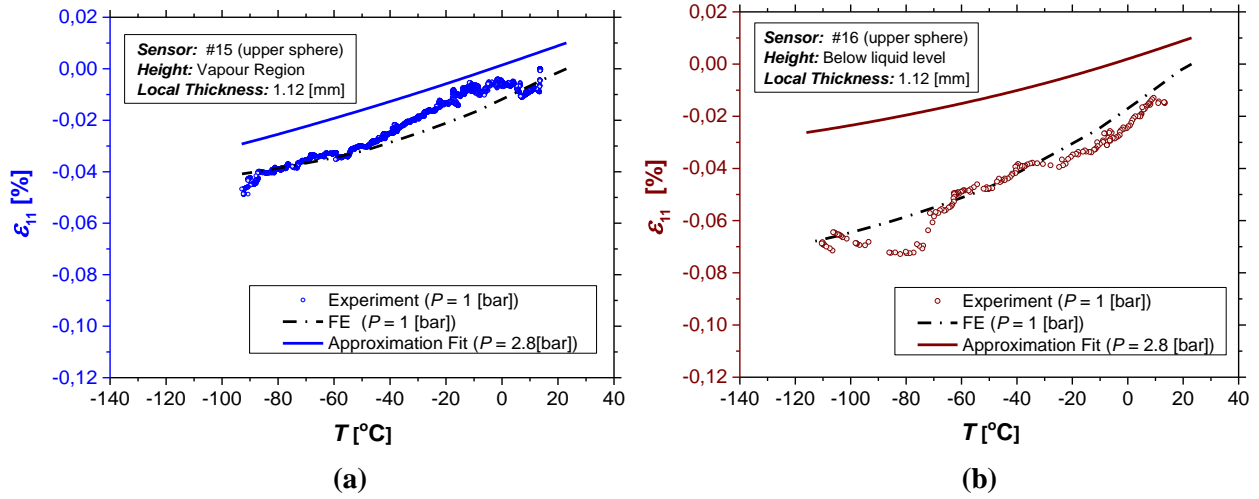 0,02
0,00
-0,02
-0,04
-0,06
-0,08
-0,10
-0,12
ε11 [%]
Sensor: #15 (upper sphere)
Height: Vapour Region
Local Thickness: 1.12 [mm]
Experiment (P = 1 [bar])
FE (P = 1 [bar])
Approximation Fit (P = 2.8[bar])
-140 -120 -100 -80 -60 -40 -20 0 20 40
T [oC]
(a)
0,02
0,00
-0,02
-0,04
-0,06
-0,08
-0,10
-0,12
ε11 [%]
Sensor: #16 (upper sphere)
Height: Below liquid level
Local Thickness: 1.12 [mm]
Experiment (P = 1 [bar])
FE (P = 1 [bar])
Approximation Fit (P = 2.8 [bar])
-140 -120 -100 -80 -60 -40 -20 0 20 40
T [oC]
(b)